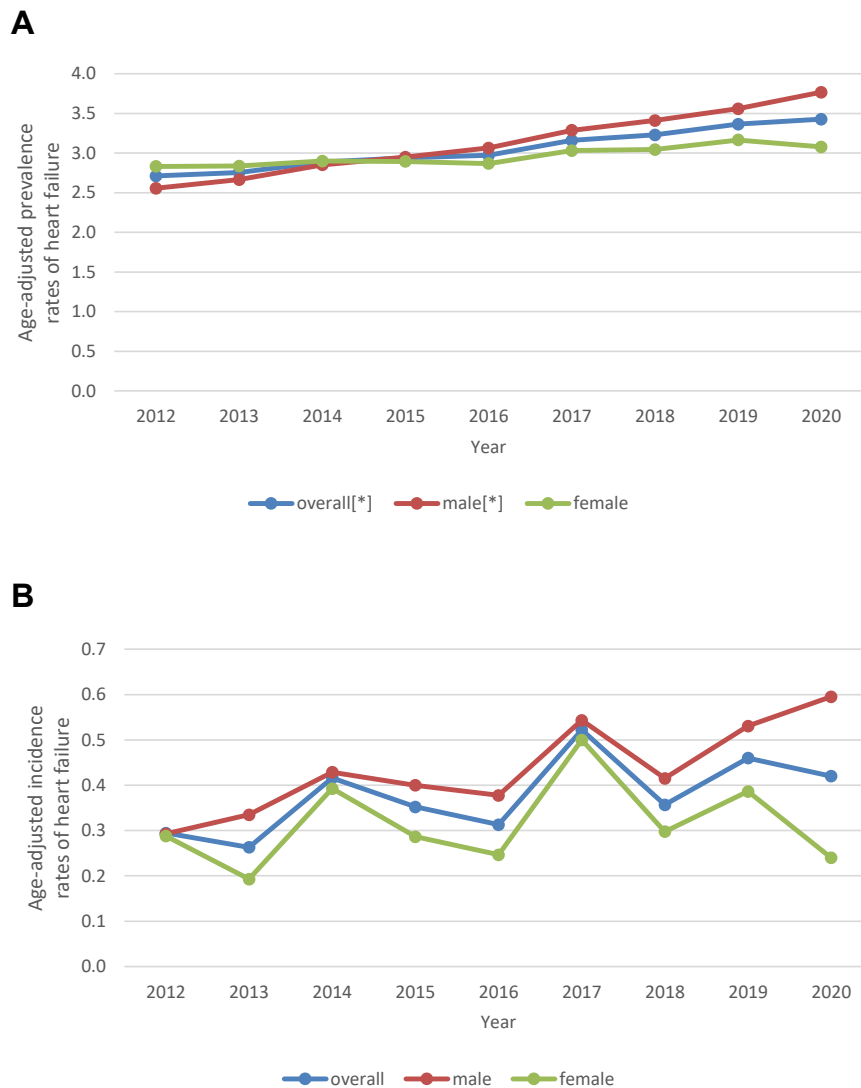 A
4.0
3.5
3.0
2.5
2.0
1.5
1.0
0.5
0.0
Age-adjusted prevalence
rates of heart failure
2012 2013 2014 2015 2016 2017 2018 2019 2020
Year
overall[*] male[*] female
B
0.7
0.6
0.5
0.4
0.3
0.2
0.1
0.0
Age-adjusted incidence
rates of heart failure
2012 2013 2014 2015 2016 2017 2018 2019 2020
Year
overall male female